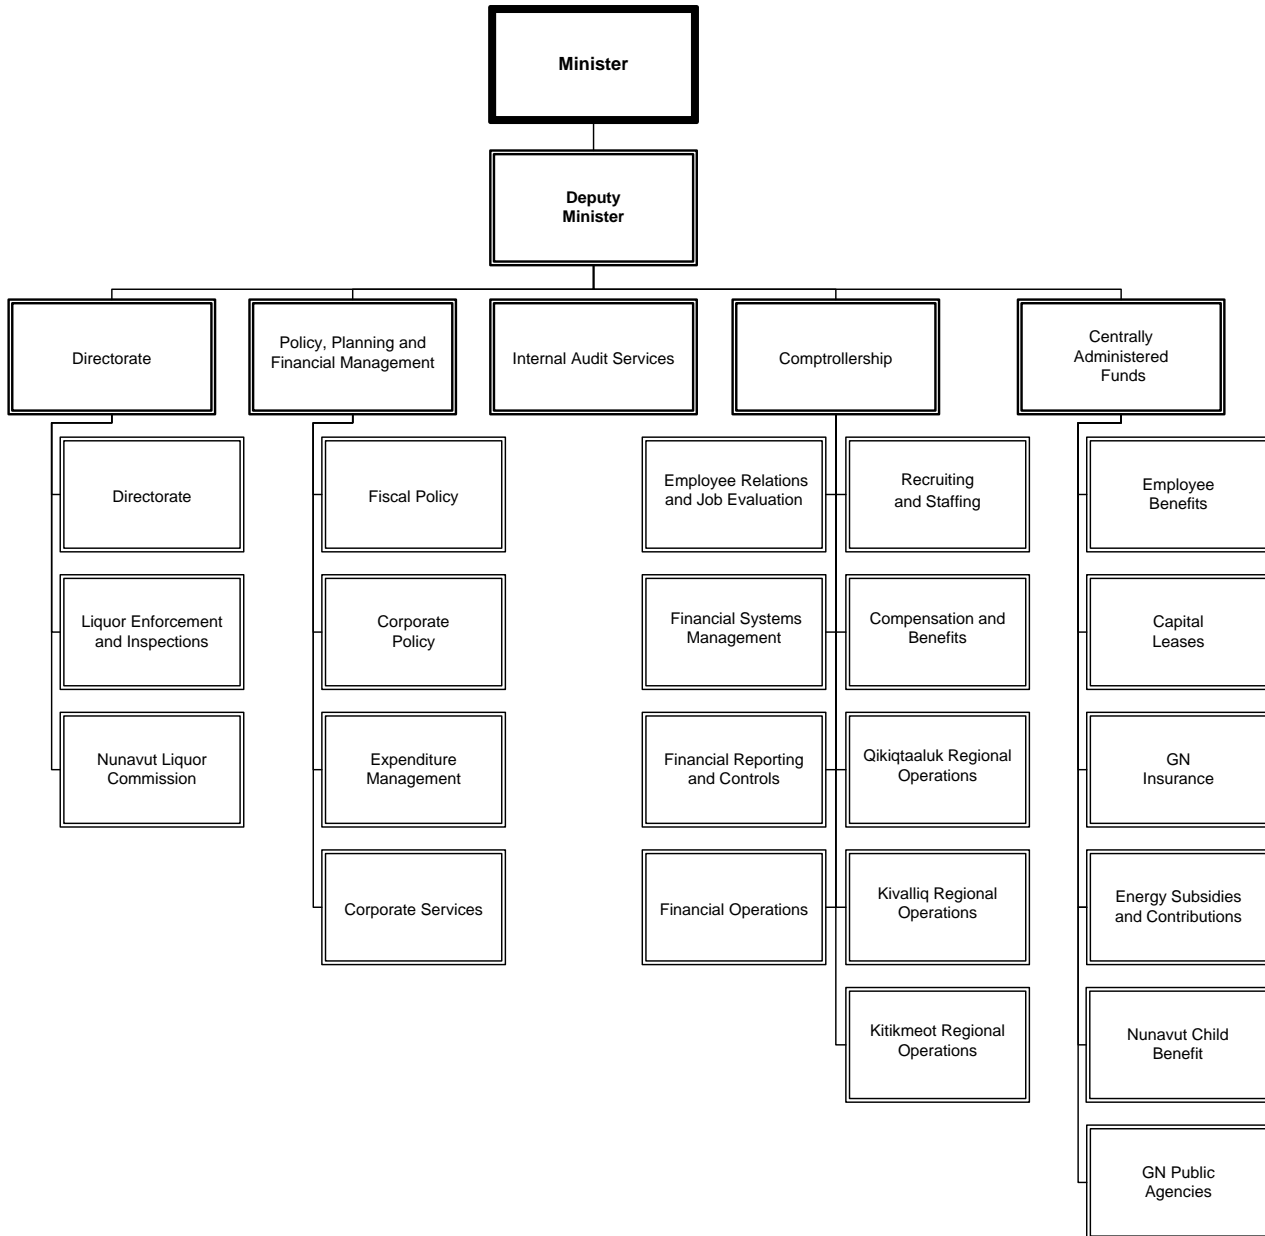 Minister
Deputy
Minister
Directorate
Policy, Planning and
Financial Management
Internal Audit Services
Comptrollership
Centrally
Administered
Funds
Directorate
Fiscal Policy
Employee Relations
and Job Evaluation
Recruiting
and Staffing
Employee
Benefits
Liquor Enforcement
and Inspections
Corporate
Policy
Financial Systems
Management
Compensation and
Benefits
Capital
Leases
Nunavut Liquor
Commission
Expenditure
Management
Financial Reporting
and Controls
Qikiqtaaluk Regional
Operations
GN
Insurance
Corporate Services
Financial Operations
Kivalliq Regional
Operations
Energy Subsidies
and Contributions
Kitikmeot Regional
Operations
Nunavut Child
Benefit
GN Public
Agencies